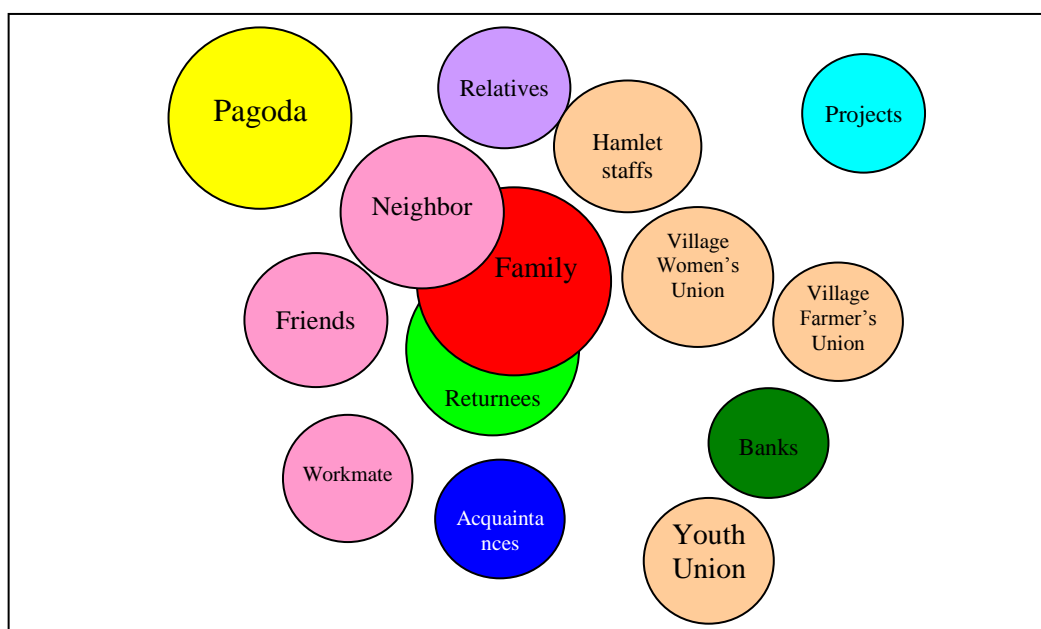 Pagoda
Relatives
Projects
Hamlet
staffs
Neighbor
Village
Women’s
Union
Family
Village
Farmer’s
Union
Friends
Returnees
Banks
Workmate
Acquainta
nces
Youth
Union